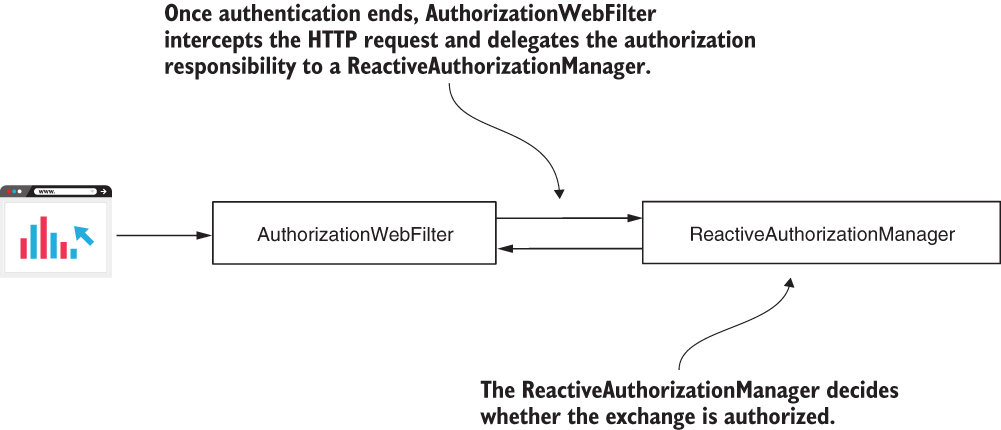 Once authentication ends, AuthorizationWebFilter
intercepts the HTTP request and delegates the authorization
responsibility to a ReactiveAuthorizationManager.
www.
AuthorizationWebFilter
ReactiveAuthorizationManager
The ReactiveAuthorizationManager decides
whether the exchange is authorized.